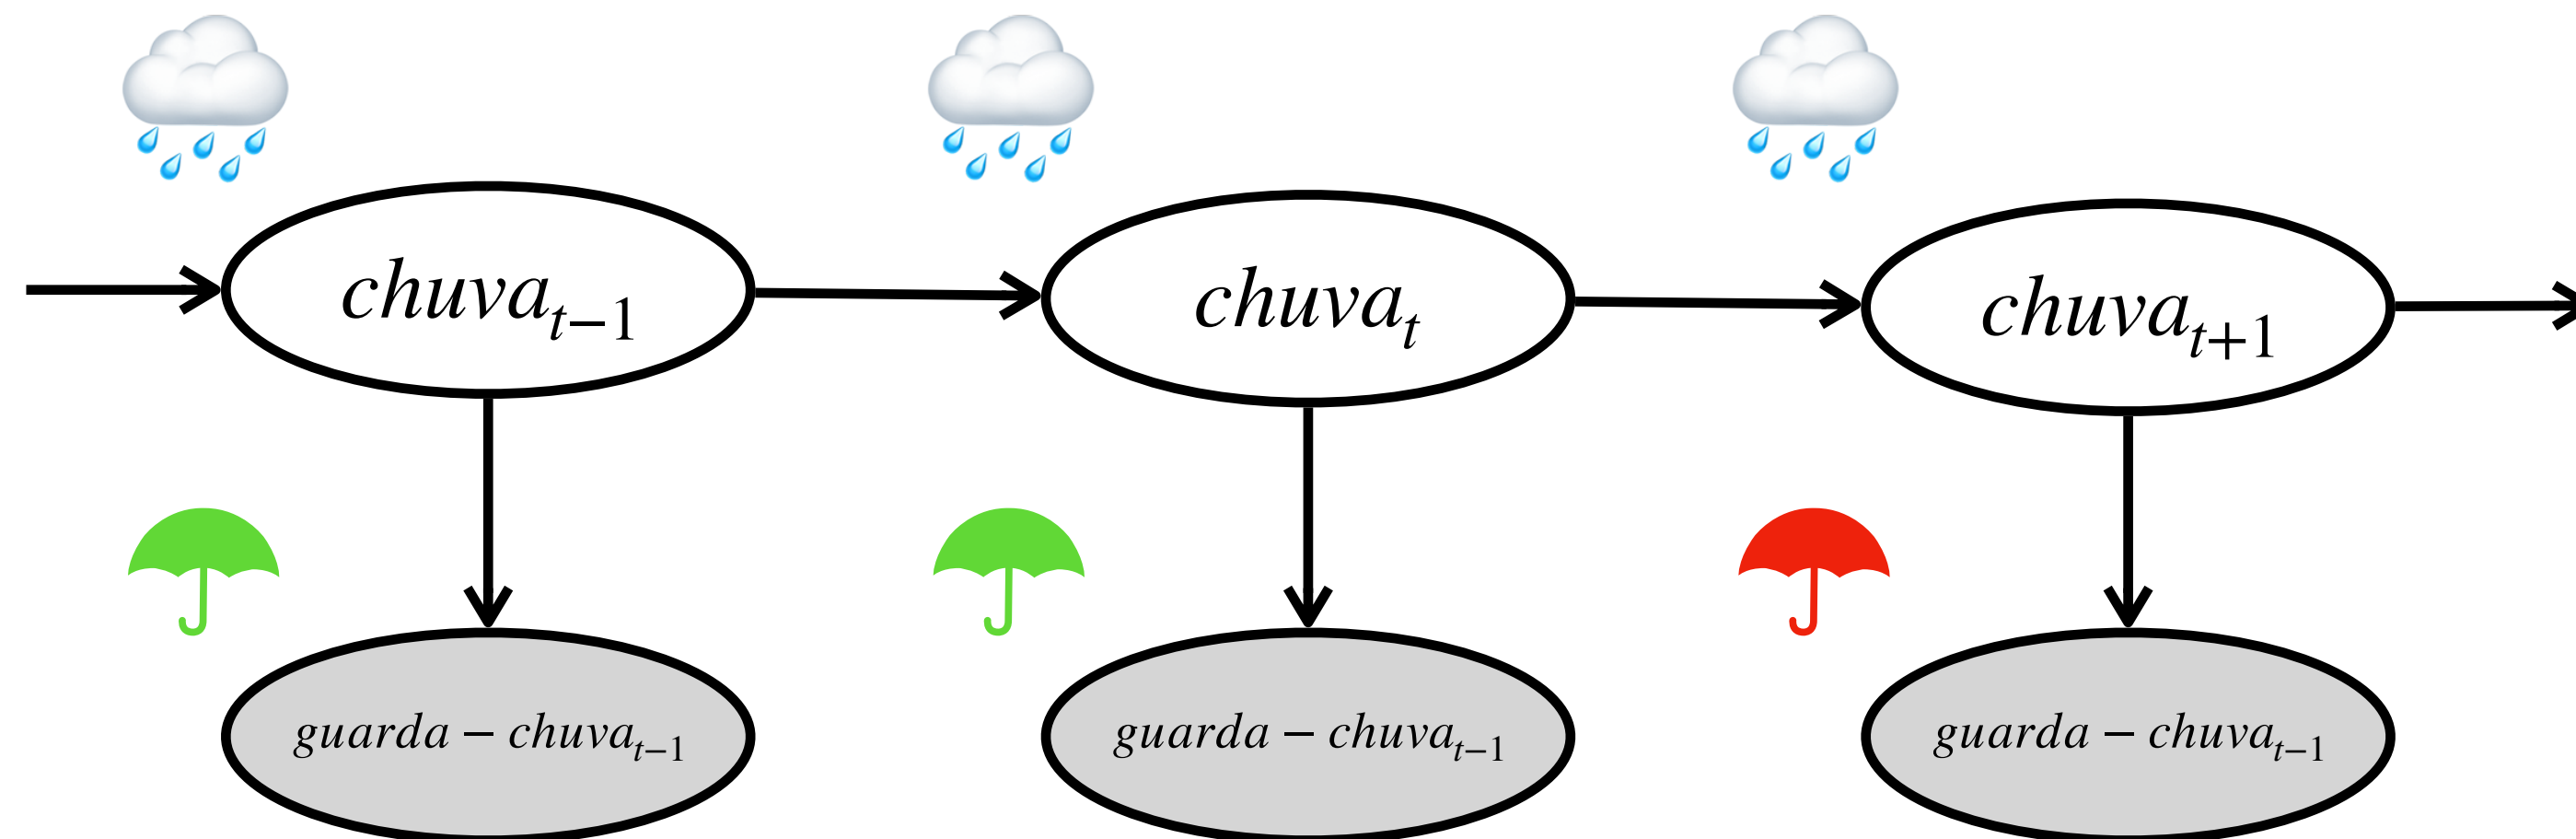 chuva_{t−1}
chuva_t
chuva_{t+1}
guarda − chuva_{t−1}
guarda − chuva_{t−1}
guarda − chuva_{t−1}